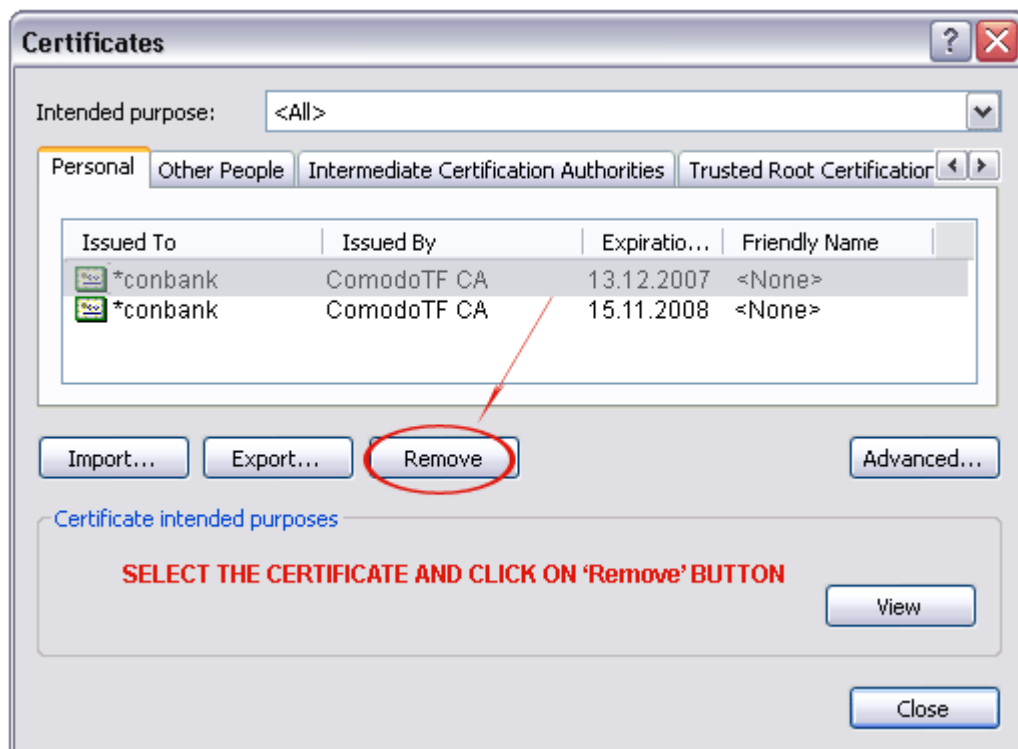 Certificates
Intended purpose: <All>
Personal Other People Intermediate Certification Authorities Trusted Root Certification
Issued To Issued By Expiratio... Friendly Name
*conbank ComodoTF CA 13.12.2007 <None>
*conbank ComodoTF CA 15.11.2008 <None>
Import... Export... Remove Advanced...
Certificate intended purposes
SELECT THE CERTIFICATE AND CLICK ON ‘Remove’ BUTTON
View
Close